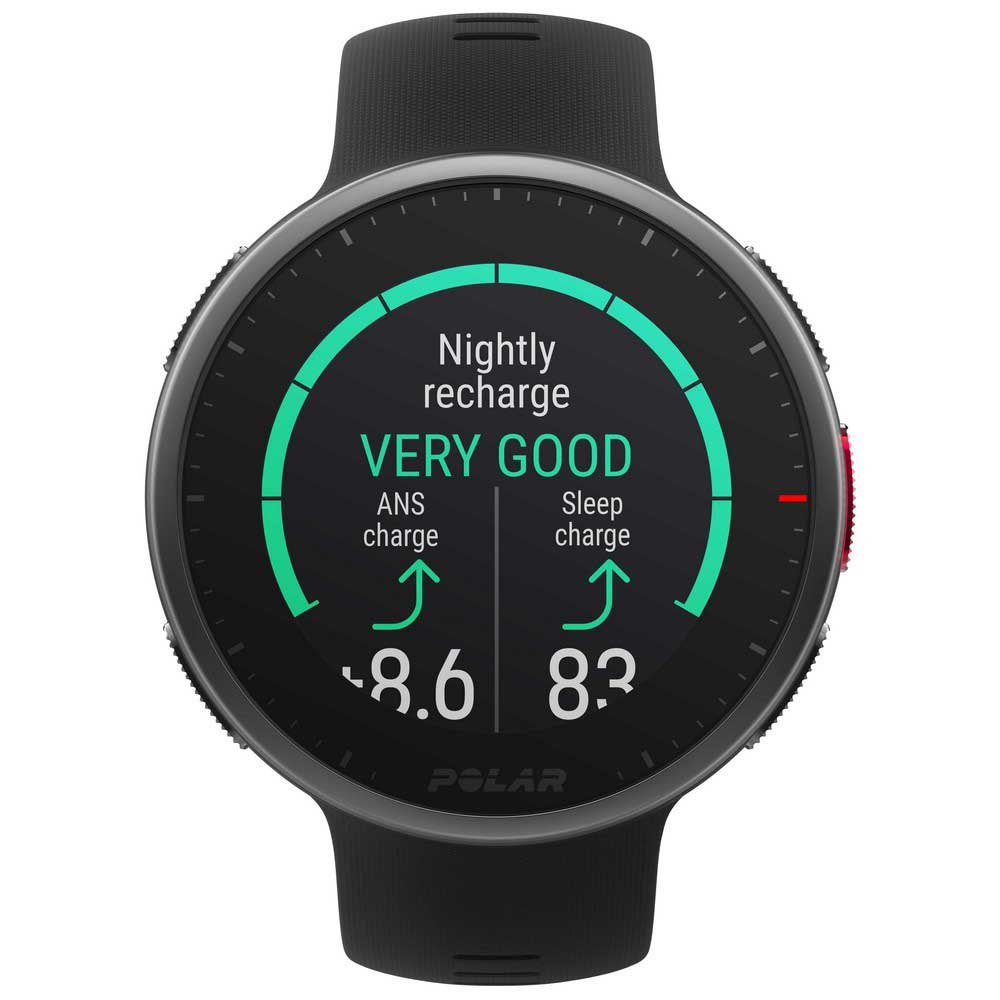 Nightly
recharge
VERY GOOD
ANS Sleep
charge charge
+8.6 83
POLAR